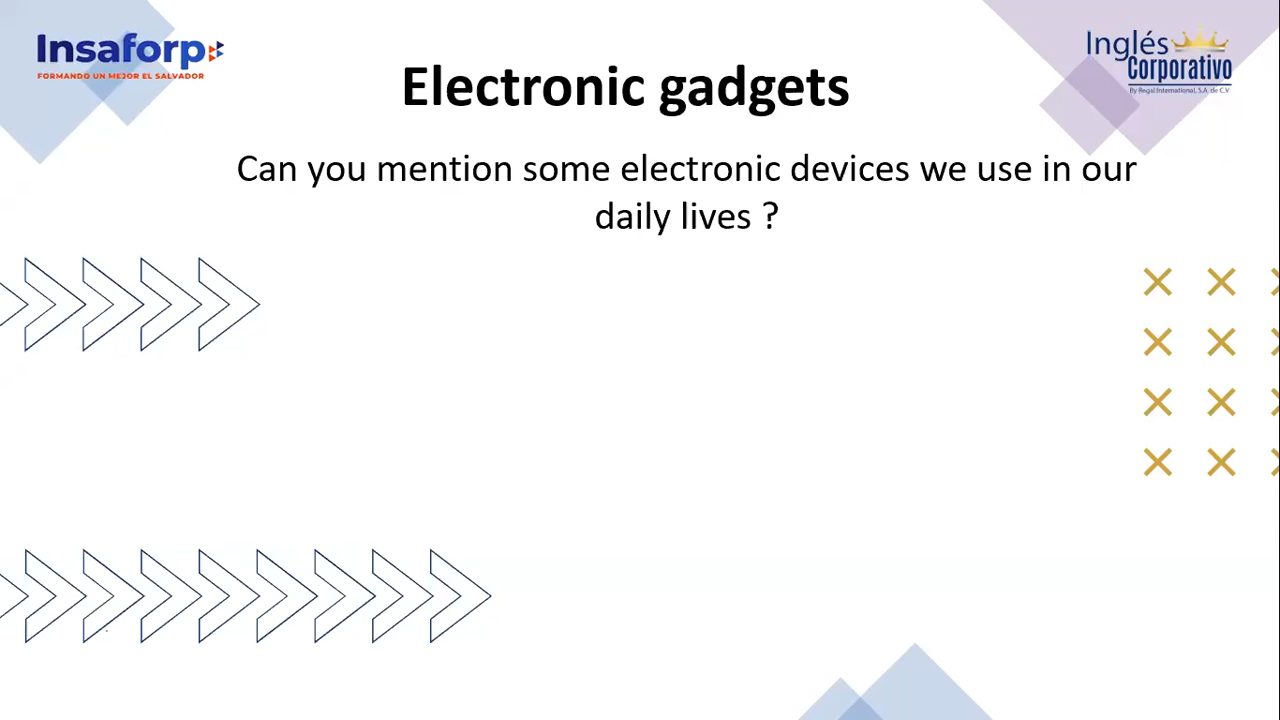 Insaforp
FORMANDO UN MEJOR EL SALVADOR
Inglés
Corporativo
By Regal International, S.A. de C.V.
Electronic gadgets
Can you mention some electronic devices we use in our
daily lives ?